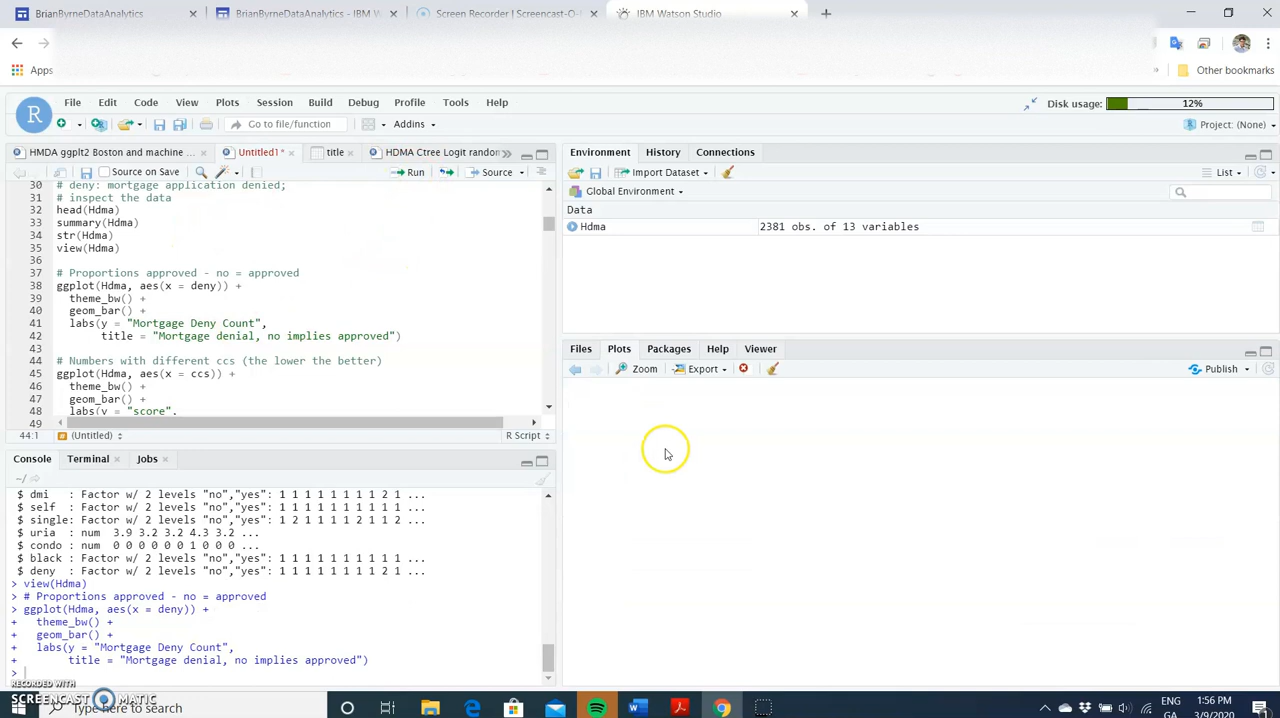 BrianByrneDataAnalytics
BrianByrneDataAnalytics - IBM W
Screen Recorder | Screencast-O-
IBM Watson Studio
Apps
Other bookmarks
File Edit Code View Plots Session Build Debug Profile Tools Help
Disk usage: 12%
Go to file/function
Addins
Project: (None)
HMDA ggplt2 Boston and machine ...
Untitled1*
title
HDMA Ctree Logit randor
Source on Save
Run
Source
30 # deny: mortgage application denied;
31 # inspect the data
32 head(Hdma)
33 summary(Hdma)
34 str(Hdma)
35 view(Hdma)
36
37 # Proportions approved - no = approved
38 ggplot(Hdma, aes(x = deny)) +
39 theme_bw() +
40 geom_bar() +
41 labs(y = "Mortgage Deny Count",
42 title = "Mortgage denial, no implies approved")
43
44 # Numbers with different ccs (the lower the better)
45 ggplot(Hdma, aes(x = ccs)) +
46 theme_bw() +
47 geom_bar() +
48 labs(y = "score",
49
44:1 (Untitled) R Script
Console Terminal Jobs
~/
$ dmi : Factor w/ 2 levels "no","yes": 1 1 1 1 1 1 1 1 2 1 ...
$ self : Factor w/ 2 levels "no","yes": 1 1 1 1 1 1 1 1 1 1 ...
$ single: Factor w/ 2 levels "no","yes": 1 2 1 1 1 1 2 1 1 2 ...
$ uria : num 3.9 3.2 3.2 4.3 3.2 ...
$ condo : num 0 0 0 0 0 0 1 0 0 0 ...
$ black : Factor w/ 2 levels "no","yes": 1 1 1 1 1 1 1 1 1 1 ...
$ deny : Factor w/ 2 levels "no","yes": 1 1 1 1 1 1 1 1 2 1 ...
> view(Hdma)
> # Proportions approved - no = approved
> ggplot(Hdma, aes(x = deny)) +
+ theme_bw() +
+ geom_bar() +
+ labs(y = "Mortgage Deny Count",
+ title = "Mortgage denial, no implies approved")
>
Environment History Connections
Import Dataset
List
Global Environment
Data
Hdma 2381 obs. of 13 variables
Files Plots Packages Help Viewer
Zoom Export Publish
RECORDED WITH
SCREENCAST MATIC
Type here to search
ENG
GA
1:56 PM
3/9/2020